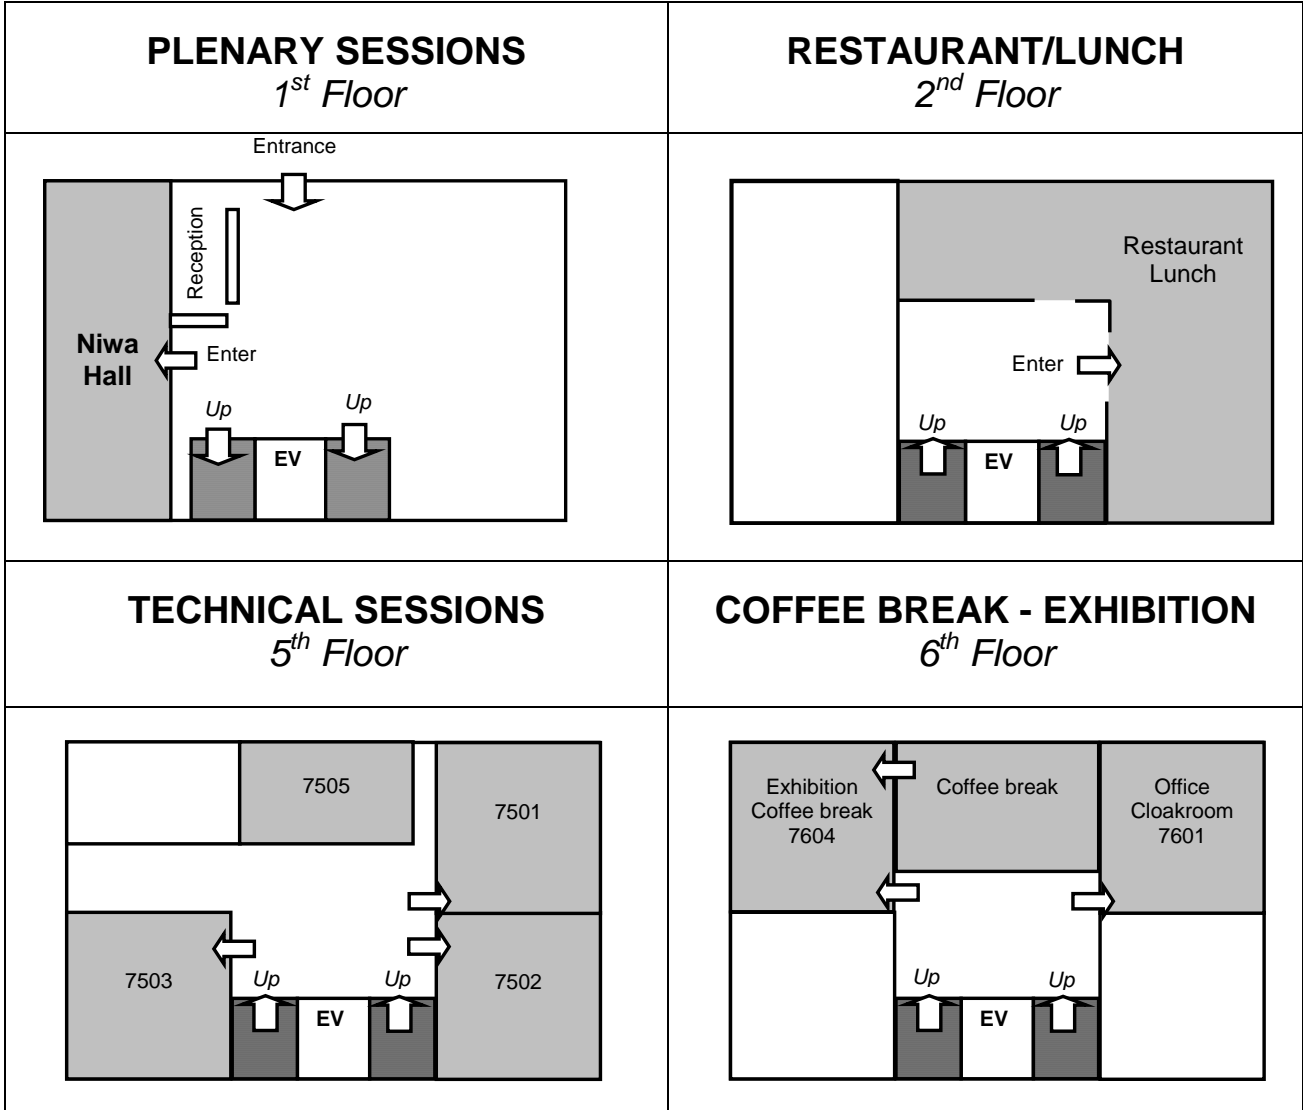 PLENARY SESSIONS
1st Floor
RESTAURANT/LUNCH
2nd Floor
Entrance
Reception
Niwa
Hall
Enter
Up
Up
EV
Restaurant
Lunch
Enter
Up
Up
EV
TECHNICAL SESSIONS
5th Floor
COFFEE BREAK - EXHIBITION
6th Floor
7505
7501
7503
Up
Up
7502
EV
Exhibition
Coffee break
7604
Coffee break
Office
Cloakroom
7601
Up
Up
EV